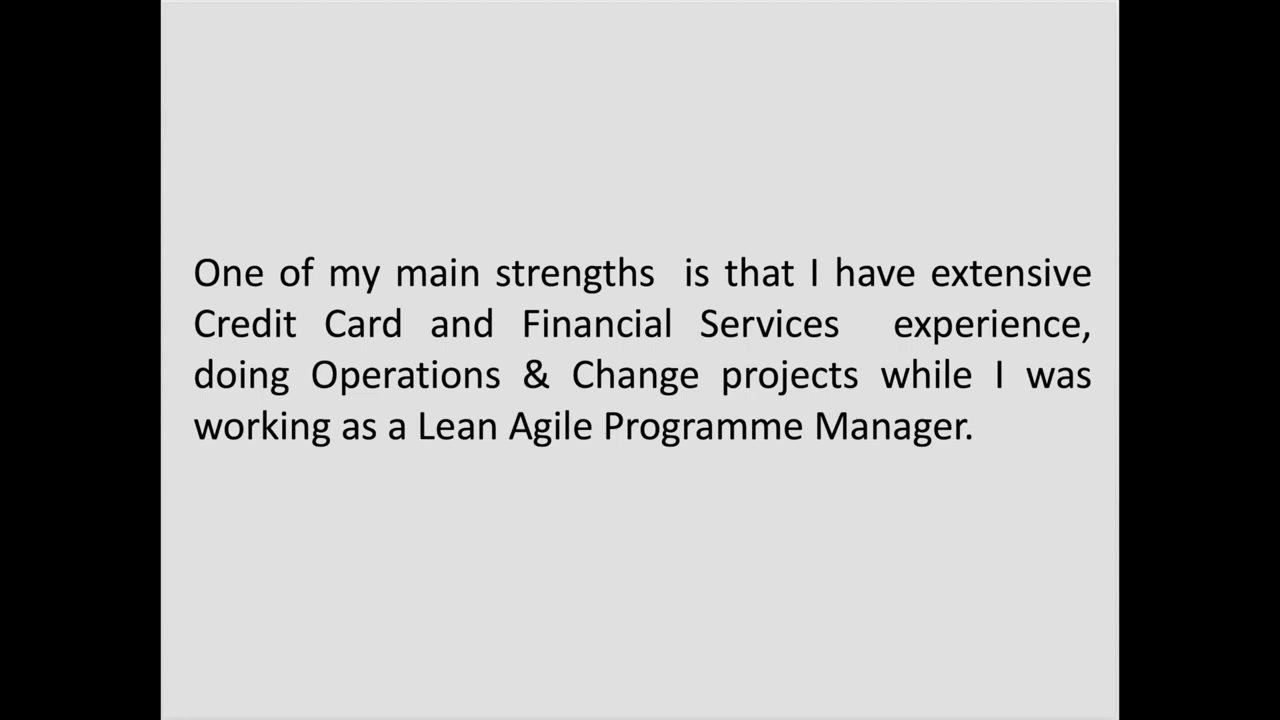 One of my main strengths is that I have extensive
Credit Card and Financial Services experience,
doing Operations & Change projects while I was
working as a Lean Agile Programme Manager.